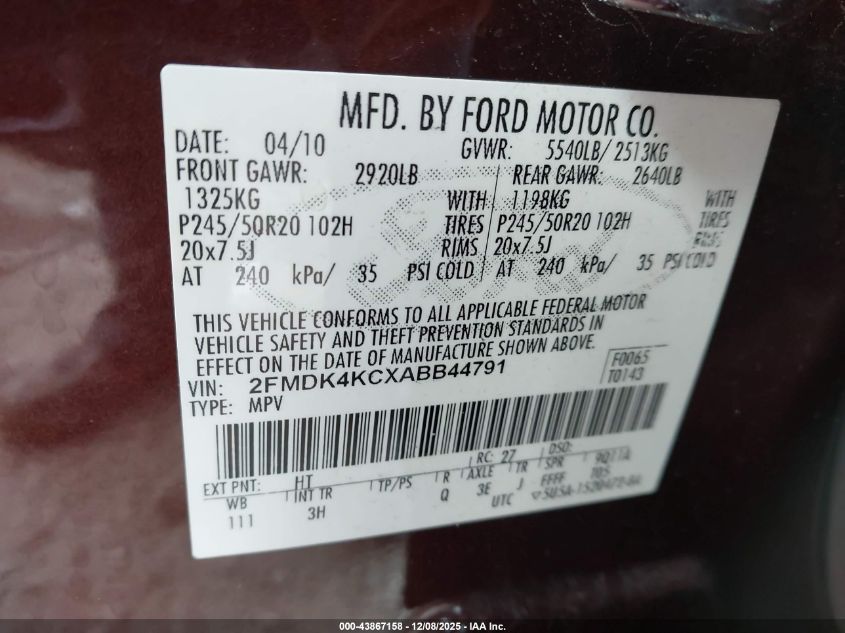 MFD. BY FORD MOTOR CO.
DATE: 04/10 GVWR: 5540LB/ 2513KG
FRONT GAWR: 2920LB REAR GAWR: 2640LB
1325KG WITH 1198KG WITH
P245/50R20 102H TIRES P245/50R20 102H TIRES
20x7.5J RIMS 20x7.5J RIMS
AT 240 kPa/ 35 PSI COLD AT 240 kPa/ 35 PSI COLD
THIS VEHICLE CONFORMS TO ALL APPLICABLE FEDERAL MOTOR
VEHICLE SAFETY AND THEFT PREVENTION STANDARDS IN
EFFECT ON THE DATE OF MANUFACTURE SHOWN ABOVE.
VIN: 2FMDK4KCXABB44791 F0065
TYPE: MPV T0143
EXT PNT: HT RC: 27 DSO:
WB INT TR TP/PS R AXLE TR SPR
111 3H Q 3E J FFFF
UTC
000-43867158 - 12/08/2025 - IAA Inc.